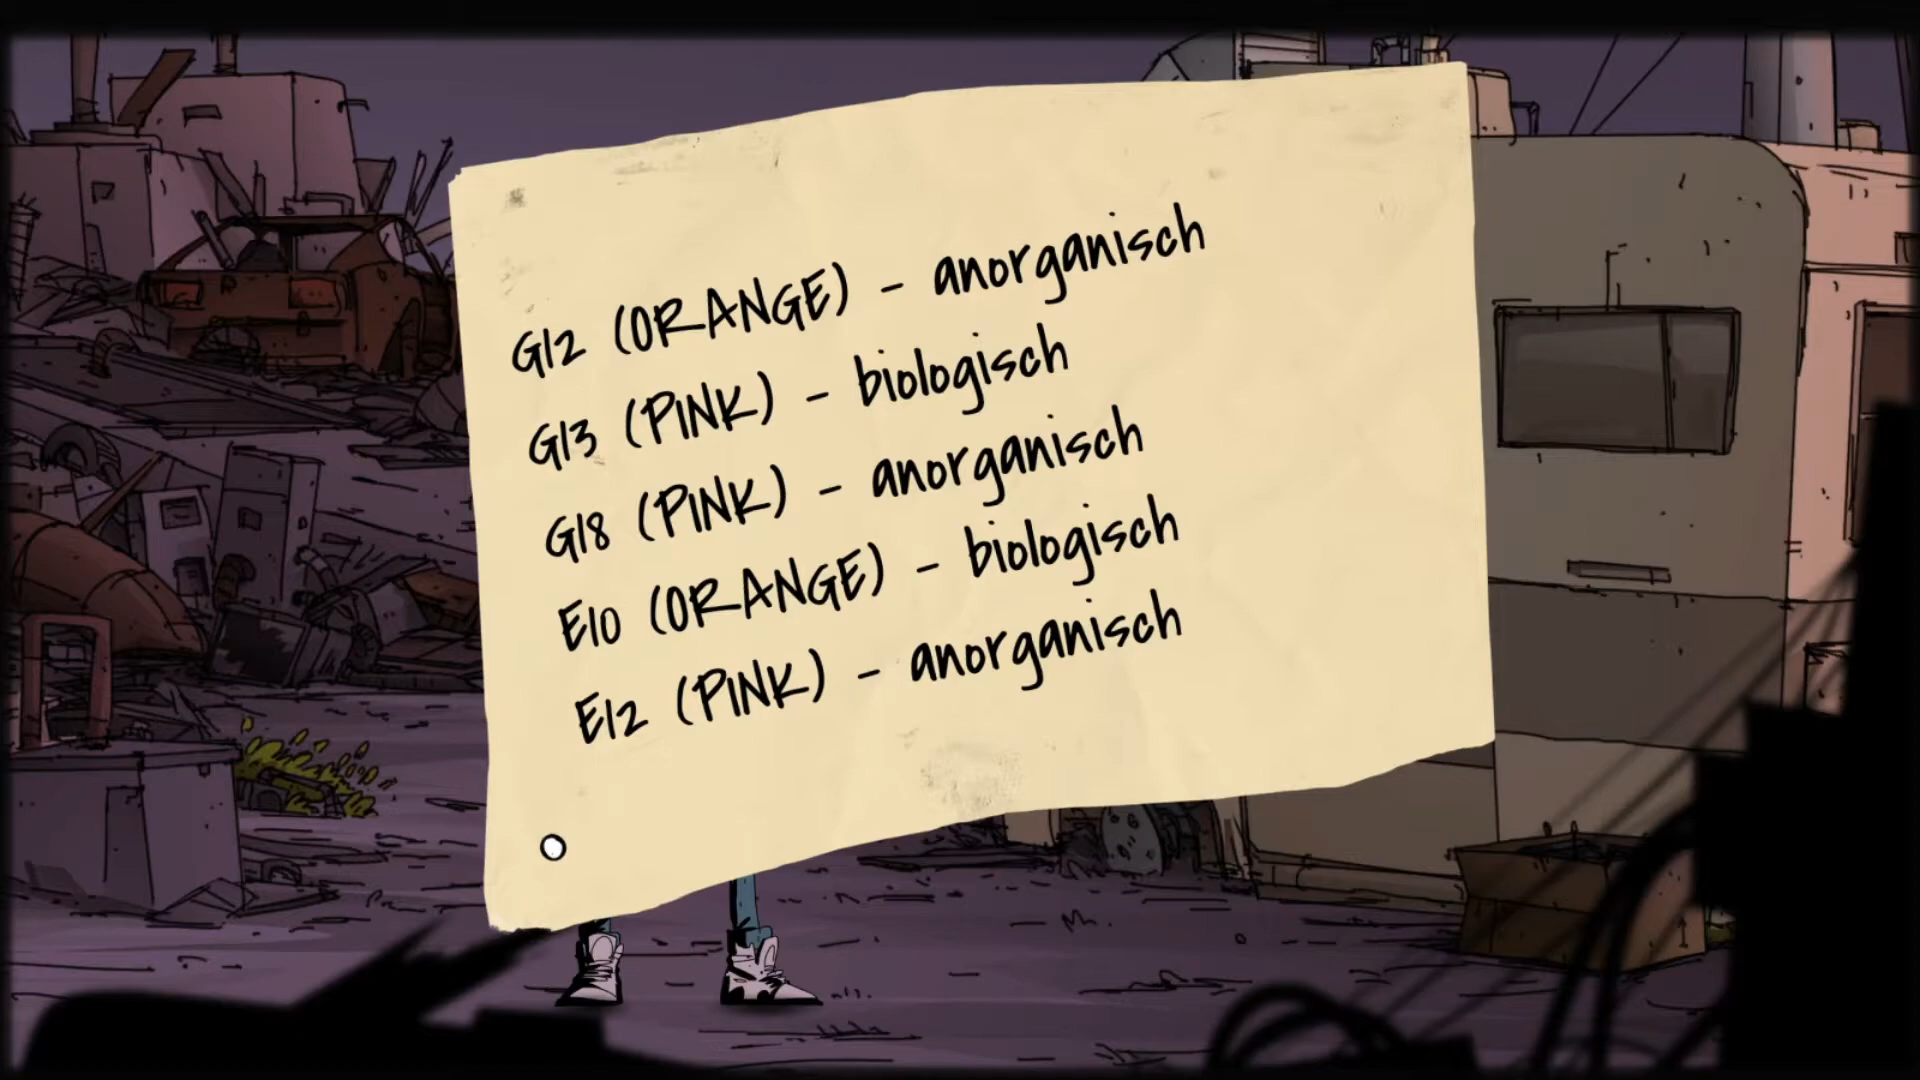 G12 (ORANGE) - anorganisch
G13 (PINK) - biologisch
G18 (PINK) - anorganisch
E10 (ORANGE) - biologisch
E12 (PINK) - anorganisch